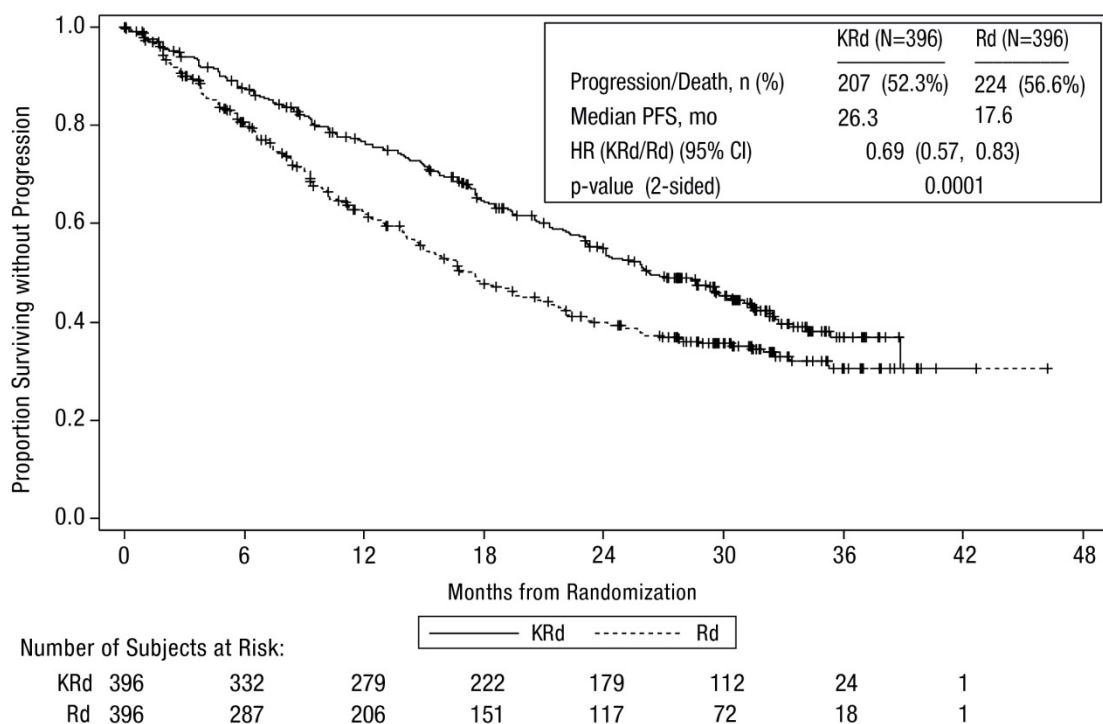 KRd (N=396) Rd (N=396)
Progression/Death, n (%) 207 (52.3%) 224 (56.6%)
Median PFS, mo 26.3 17.6
HR (KRd/Rd) (95% CI) 0.69 (0.57, 0.83)
p-value (2-sided) 0.0001
Proportion Surviving without Progression
1.0
0.8
0.6
0.4
0.2
0.0
0 6 12 18 24 30 36 42 48
Months from Randomization
KRd Rd
Number of Subjects at Risk:
KRd 396 332 279 222 179 112 24 1
Rd 396 287 206 151 117 72 18 1